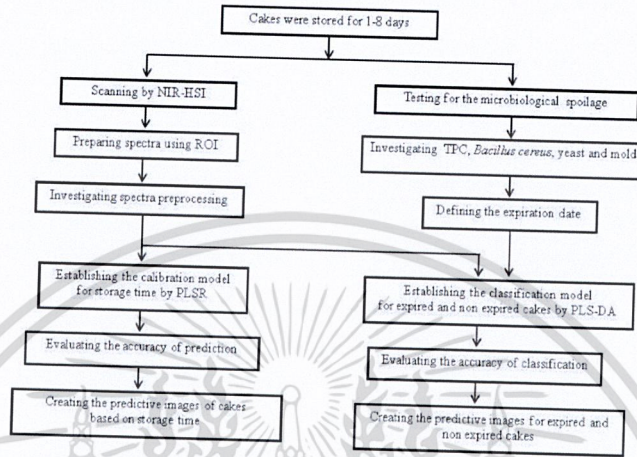 Cakes were stored for 1-8 days
Scanning by NIR-HSI
Testing for the microbiological spoilage
Preparing spectra using ROI
Investigating TPC, Bacillus cereus, yeast and mold
Investigating spectra preprocessing
Defining the expiration date
Establishing the calibration model
for storage time by PLSR
Establishing the classification model
for expired and non expired cakes by PLS-DA
Evaluating the accuracy of prediction
Evaluating the accuracy of classification
Creating the predictive images of cakes
based on storage time
Creating the predictive images for expired and
non expired cakes